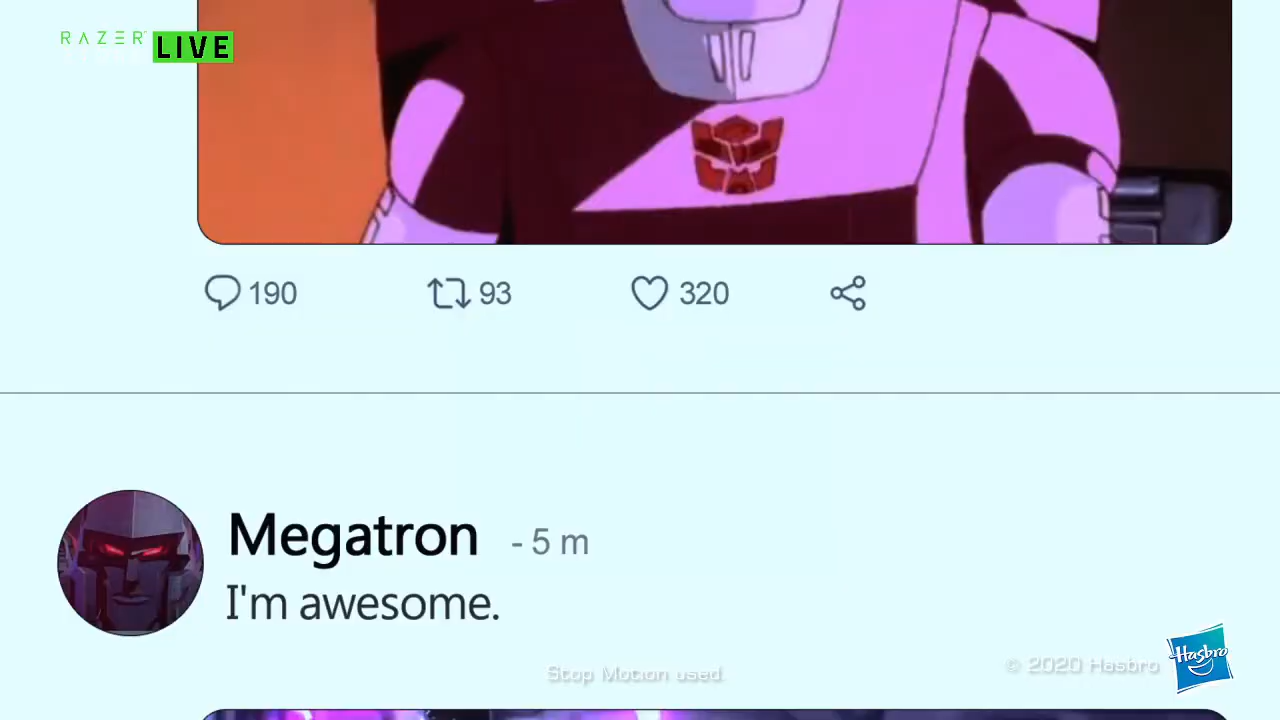 RAZER LIVE
190 93 320
Megatron - 5 m
I'm awesome.
Stop Motion used
© 2020 Hasbro Hasbro